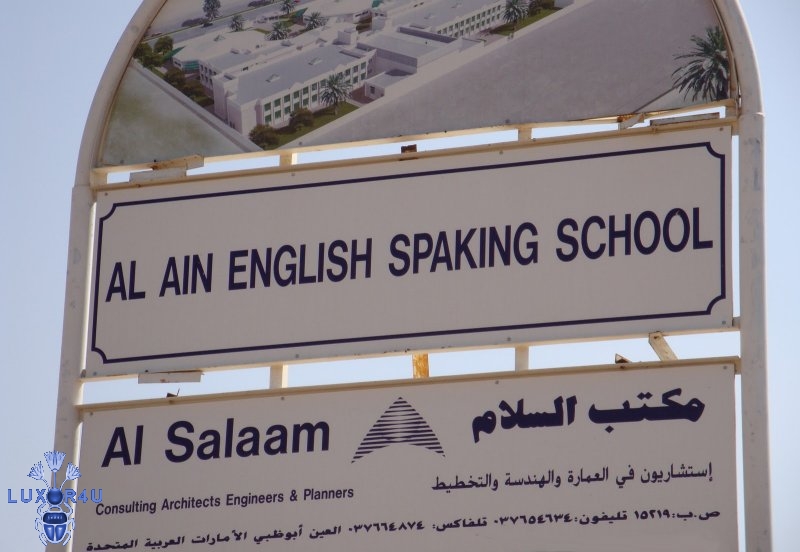 AL AIN ENGLISH SPAKING SCHOOL
Al Salaam
مكتب السلام
Consulting Architects Engineers & Planners
إستشاريون في العمارة والهندسة والتخطيط
ص.ب: ١٥٢١٩ تليفون: ٠٣٧٦٥٤٦٣٤ تلفاكس: ٠٣٧٦٦٤٨٧٤ العين أبوظبي الأمارات العربية المتحدة
LUXOR4U